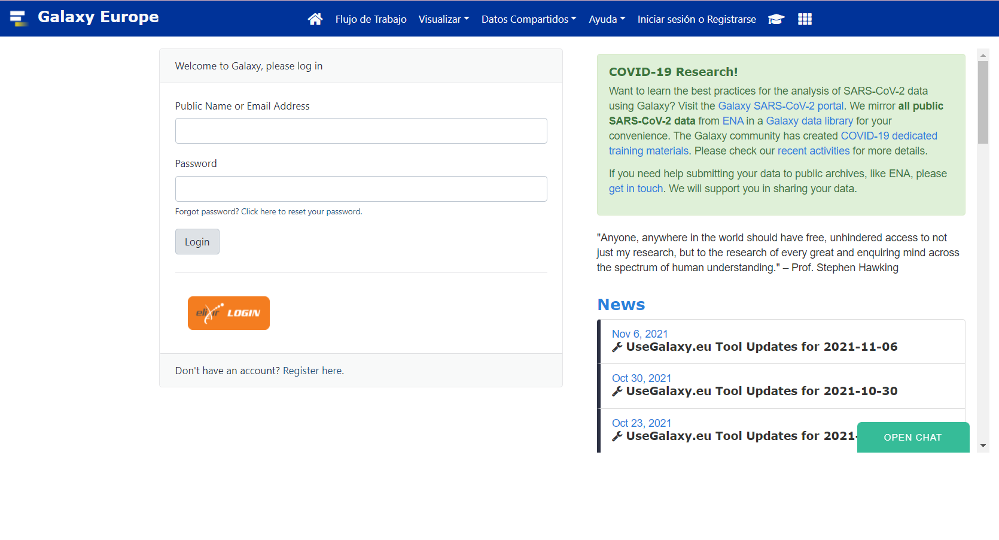 Galaxy Europe
Flujo de Trabajo Visualizar Datos Compartidos Ayuda Iniciar sesión o Registrarse
Welcome to Galaxy, please log in
Public Name or Email Address
Password
Forgot password? Click here to reset your password.
Login
elixir LOGIN
Don't have an account? Register here.
COVID-19 Research!
Want to learn the best practices for the analysis of SARS-CoV-2 data
using Galaxy? Visit the Galaxy SARS-CoV-2 portal. We mirror all public
SARS-CoV-2 data from ENA in a Galaxy data library for your
convenience. The Galaxy community has created COVID-19 dedicated
training materials. Please check our recent activities for more details.
If you need help submitting your data to public archives, like ENA, please
get in touch. We will support you in sharing your data.
"Anyone, anywhere in the world should have free, unhindered access to not
just my research, but to the research of every great and enquiring mind across
the spectrum of human understanding." – Prof. Stephen Hawking
News
Nov 6, 2021
UseGalaxy.eu Tool Updates for 2021-11-06
Oct 30, 2021
UseGalaxy.eu Tool Updates for 2021-10-30
Oct 23, 2021
UseGalaxy.eu Tool Updates for 2021-
OPEN CHAT